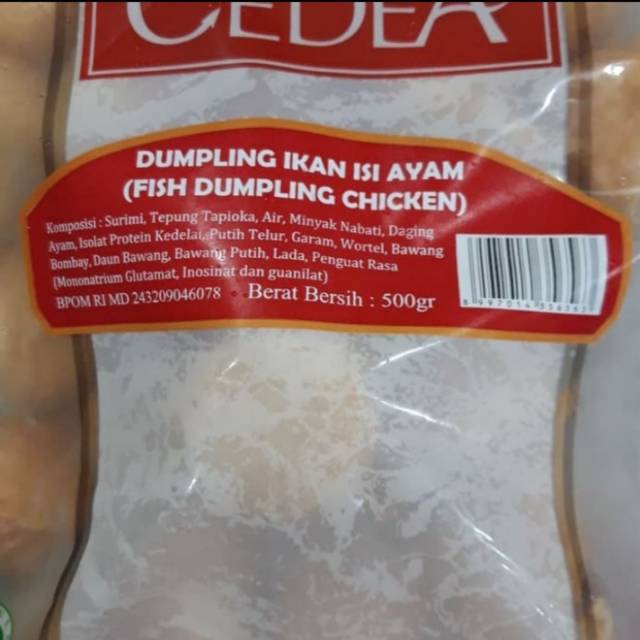 CEDEA
DUMPLING IKAN ISI AYAM
(FISH DUMPLING CHICKEN)
Komposisi : Surimi, Tepung Tapioka, Air, Minyak Nabati, Daging
Ayam, Isolat Protein Kedelai, Putih Telur, Garam, Wortel, Bawang
Bombay, Daun Bawang, Bawang Putih, Lada, Penguat Rasa
(Mononatrium Glutamat, Inosinat dan guanilat)
BPOM RI MD 243209046078 Berat Bersih : 500gr